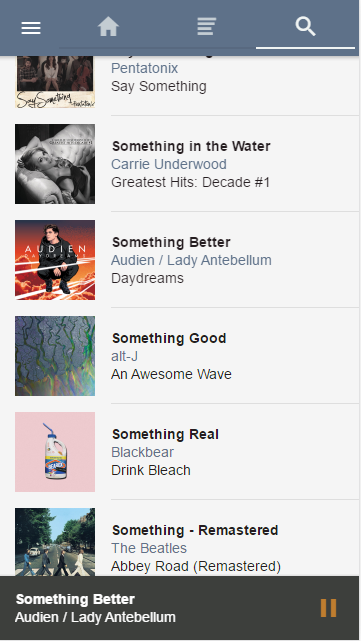 Pentatonix
Say Something
Say Something
Pentatonix
Something in the Water
Carrie Underwood
Greatest Hits: Decade #1
Something Better
Audien / Lady Antebellum
Daydreams
AUDIEN
DAYDREAMS
Something Good
alt-J
An Awesome Wave
Something Real
Blackbear
Drink Bleach
Something - Remastered
The Beatles
Abbey Road (Remastered)
Something Better
Audien / Lady Antebellum